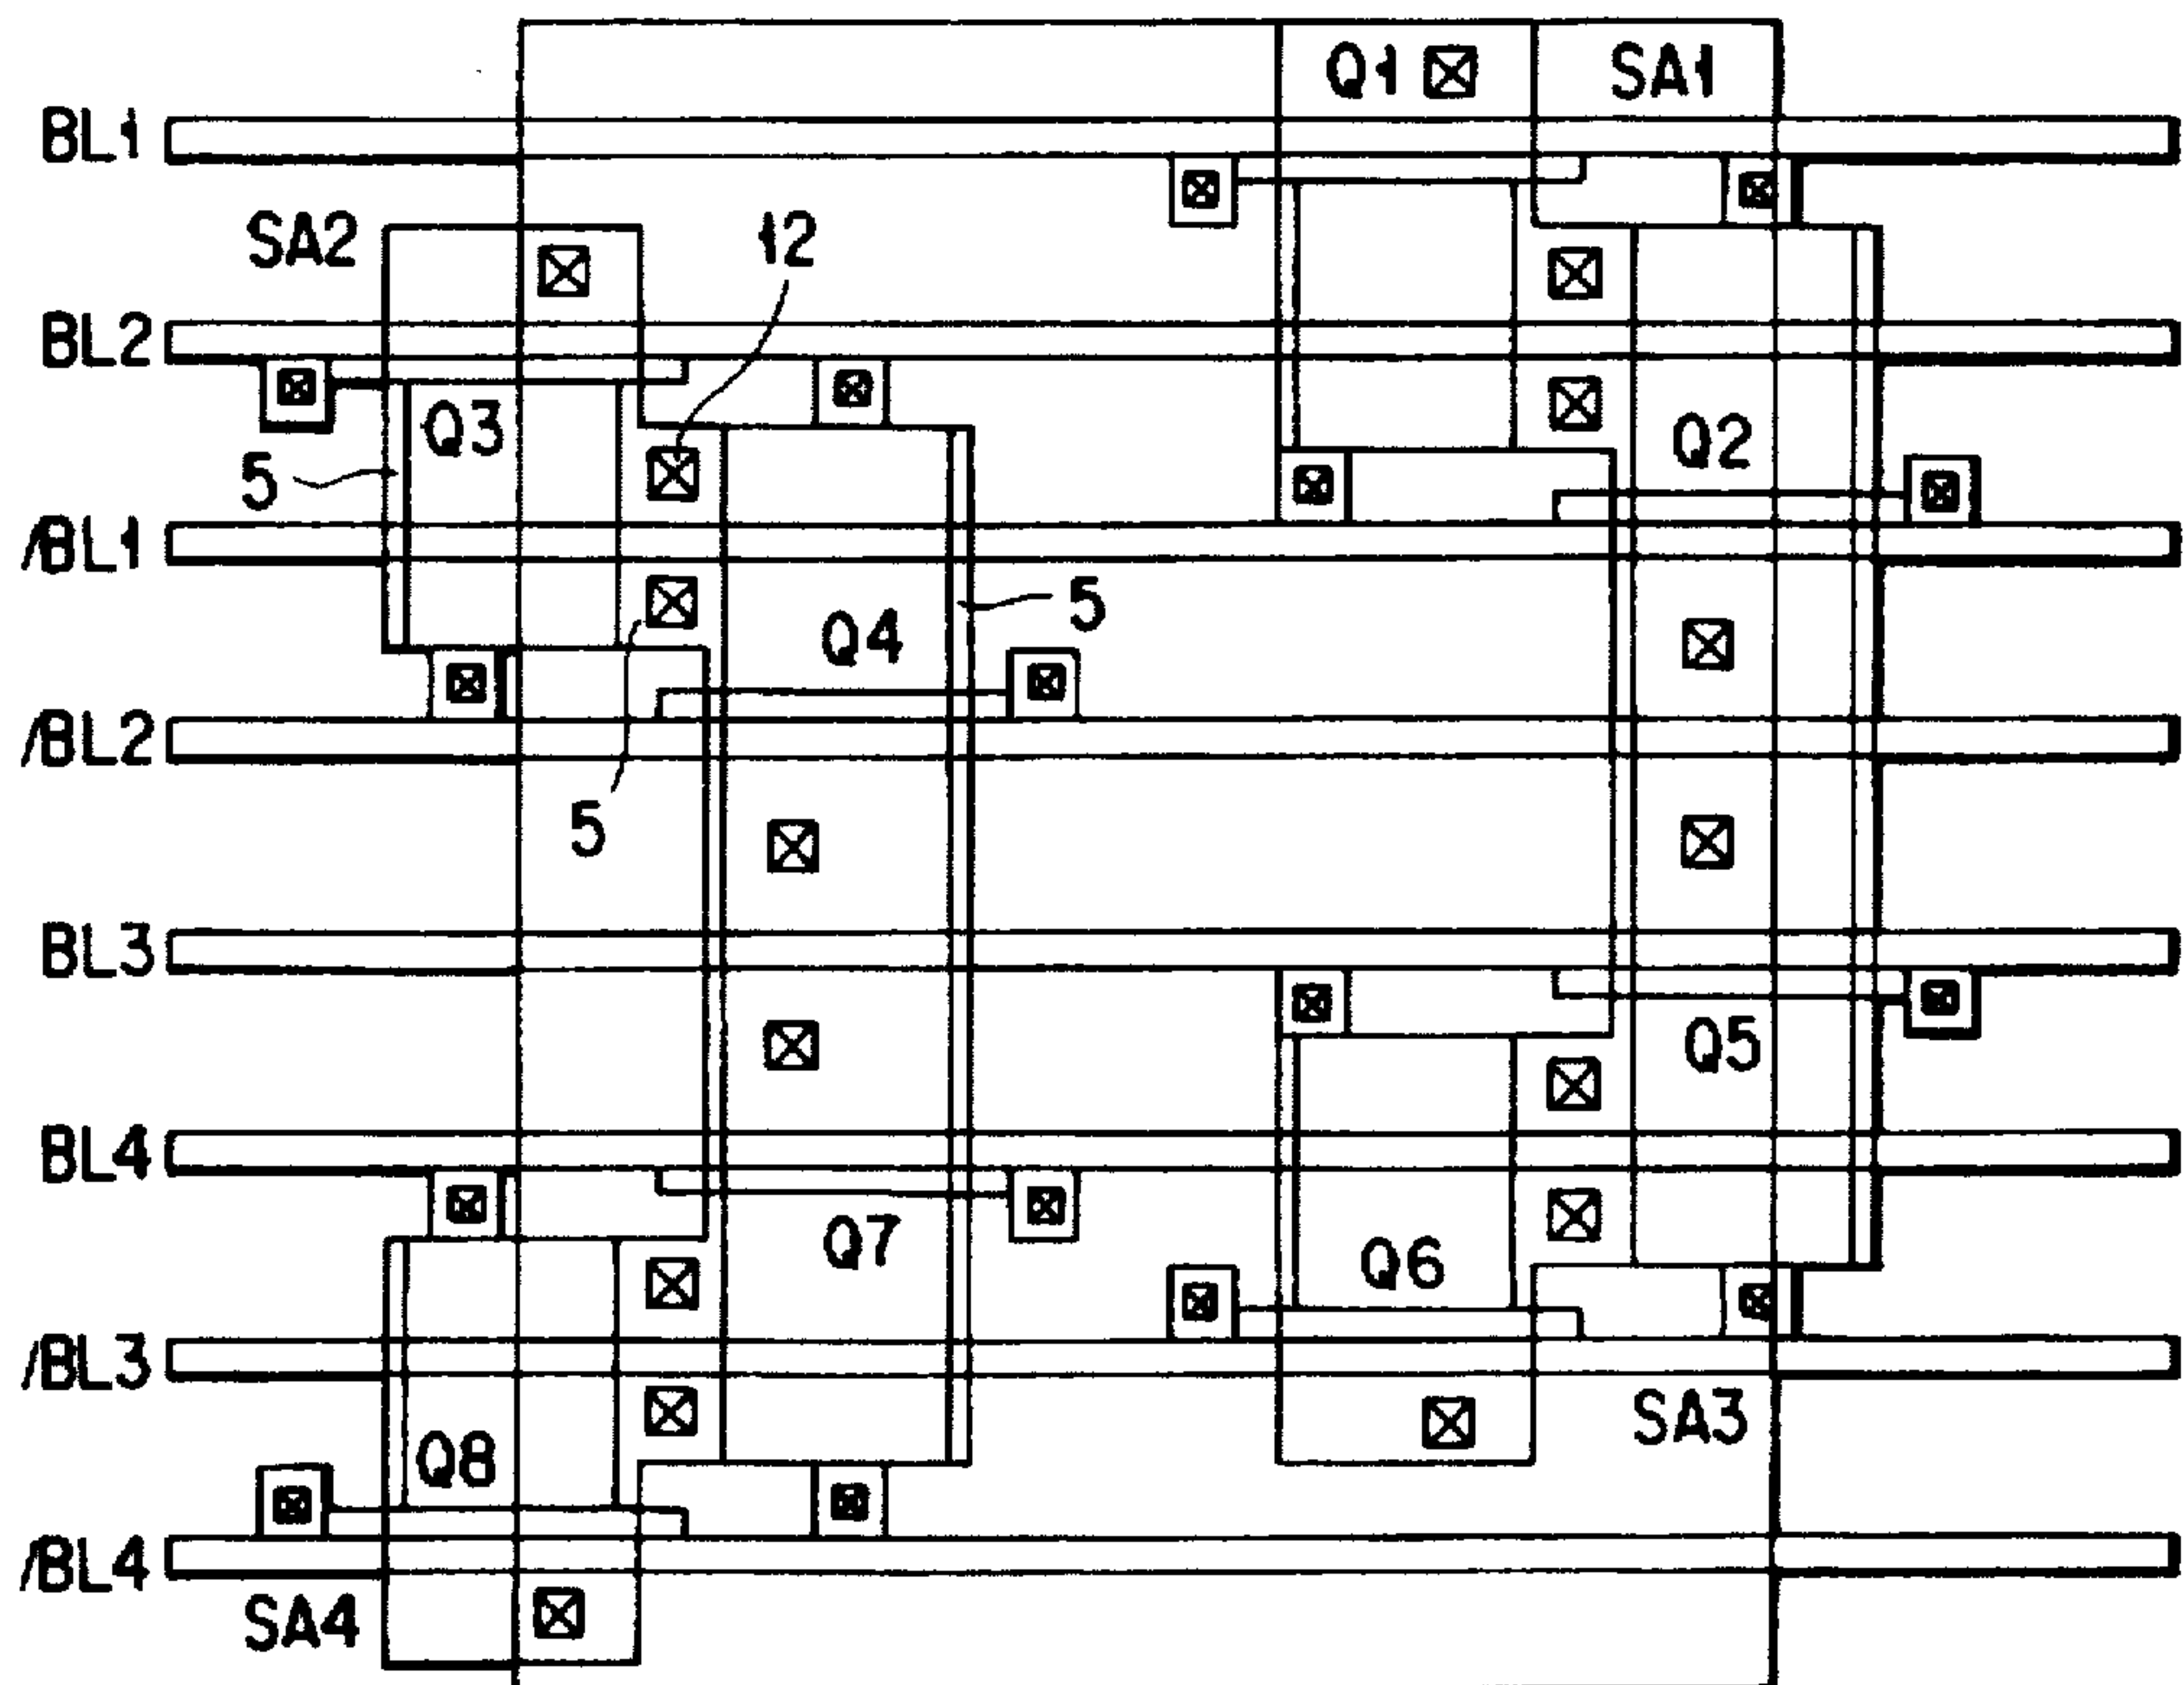 Q1 SA1
BL1
SA2 12
BL2
Q3 Q2
5
/BL1
5
Q4
/BL2
5
BL3
Q5
BL4
Q7 Q6
/BL3
SA3
Q8
/BL4
SA4